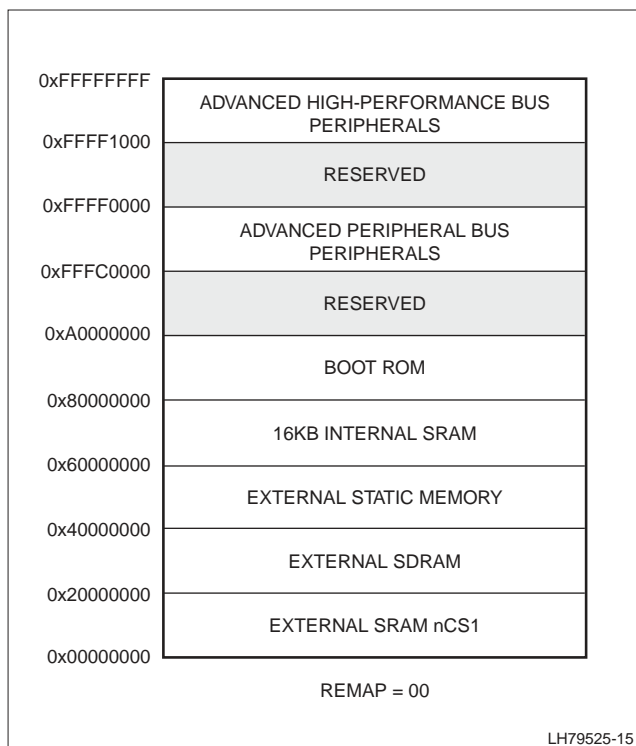 0xFFFFFFFF
ADVANCED HIGH-PERFORMANCE BUS
PERIPHERALS
0xFFFF1000
RESERVED
0xFFFF0000
ADVANCED PERIPHERAL BUS
PERIPHERALS
0xFFFC0000
RESERVED
0xA0000000
BOOT ROM
0x80000000
16KB INTERNAL SRAM
0x60000000
EXTERNAL STATIC MEMORY
0x40000000
EXTERNAL SDRAM
0x20000000
EXTERNAL SRAM nCS1
0x00000000
REMAP = 00
LH79525-15